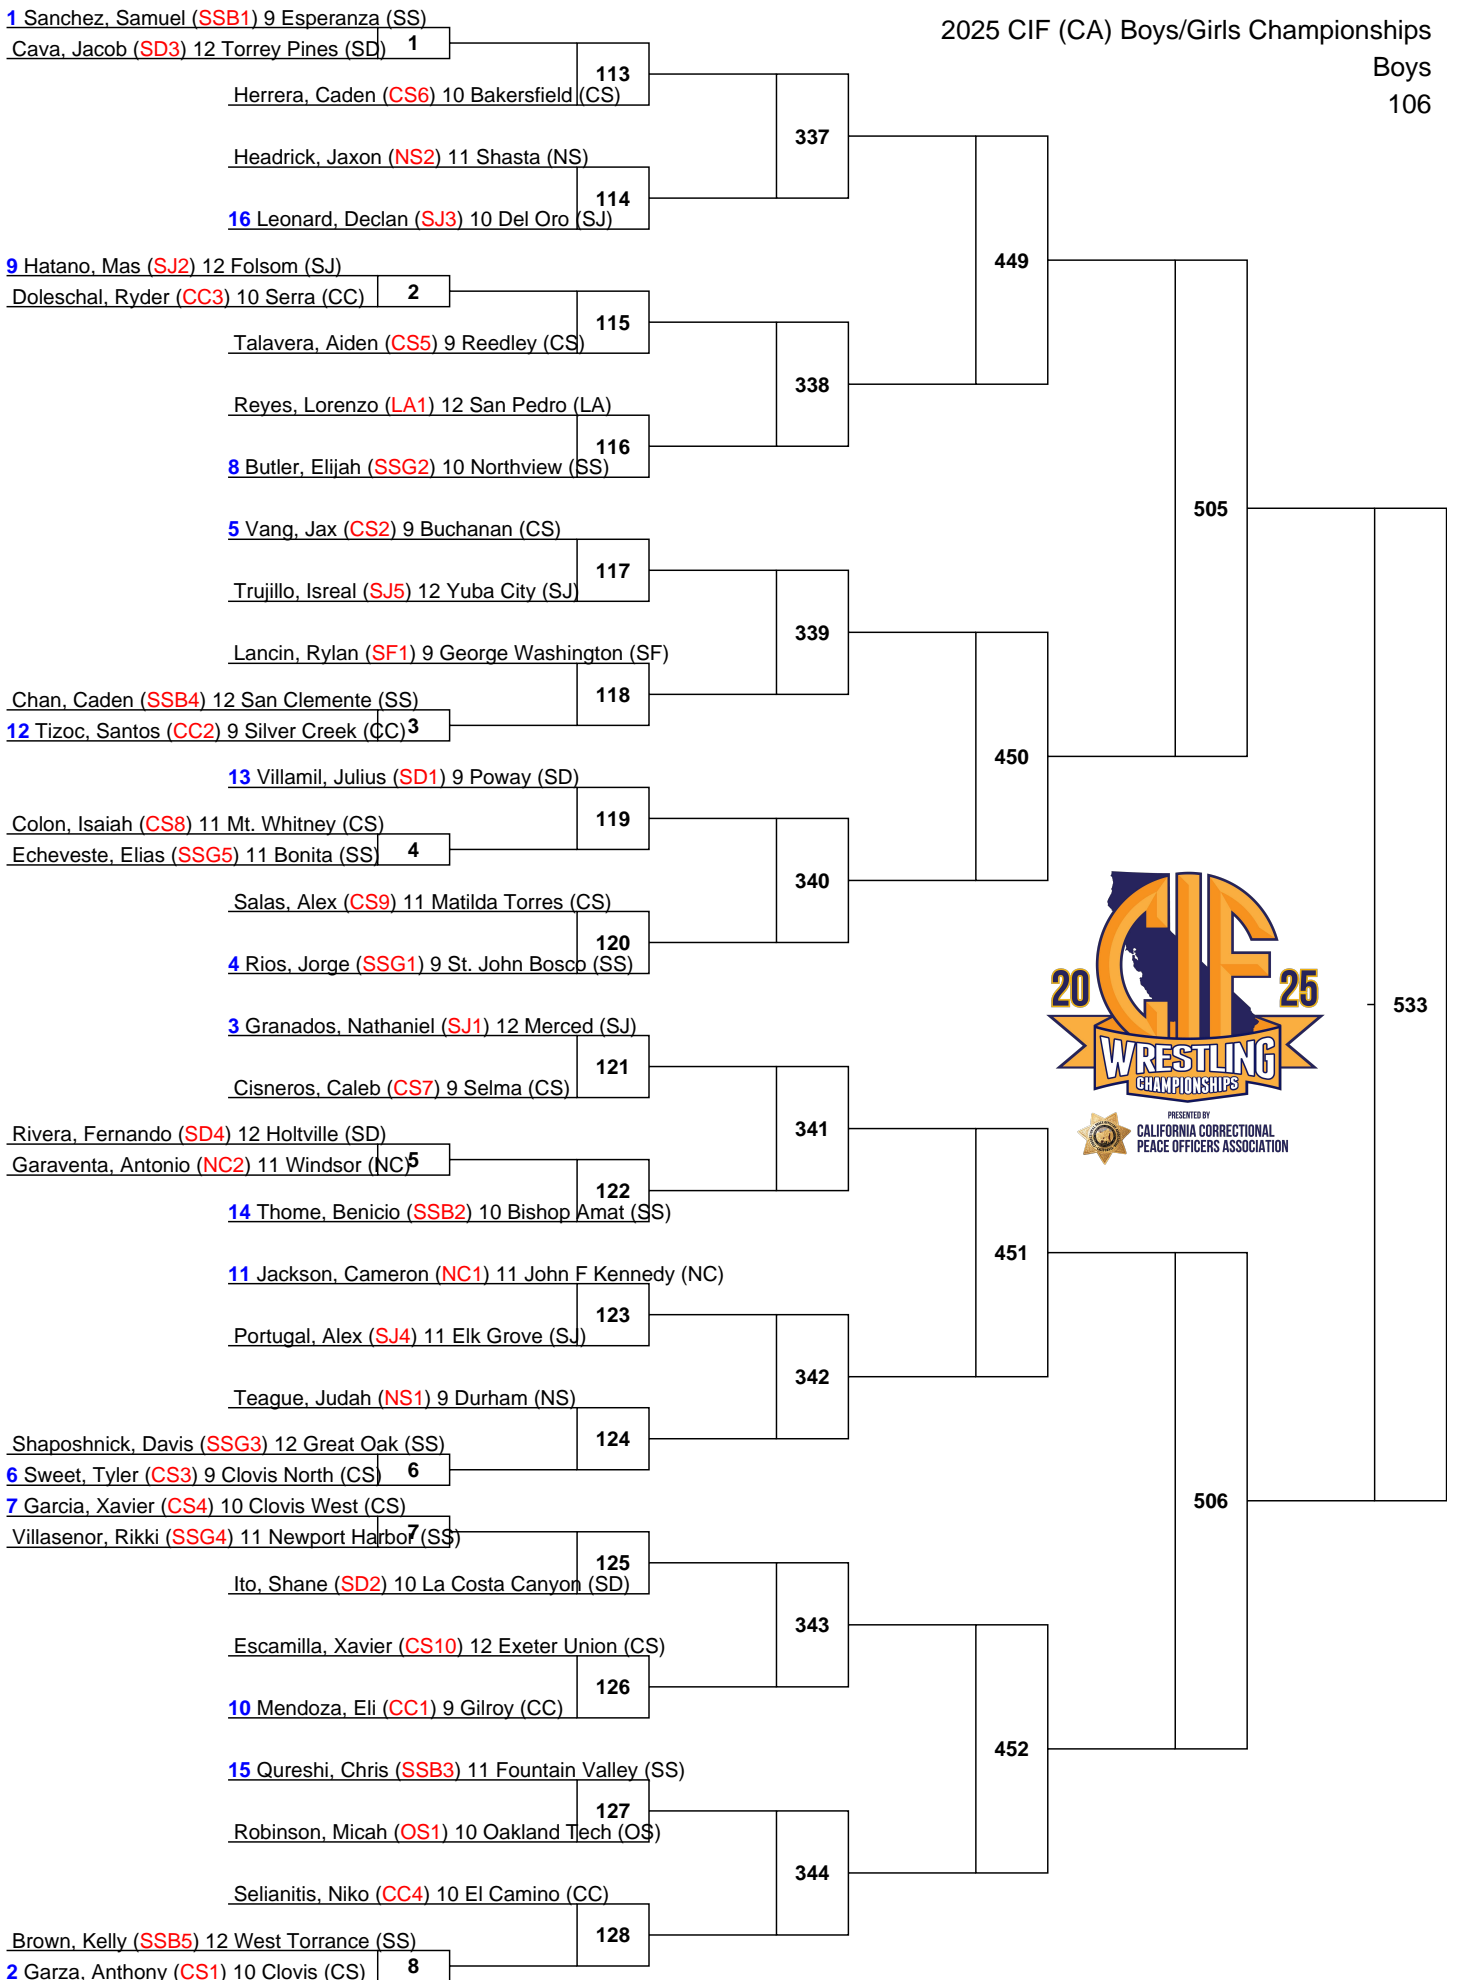 2025 CIF (CA) Boys/Girls Championships
Boys
106
1 Sanchez, Samuel (SSB1) 9 Esperanza (SS)
1
Cava, Jacob (SD3) 12 Torrey Pines (SD)
113
Herrera, Caden (CS6) 10 Bakersfield (CS)
337
Headrick, Jaxon (NS2) 11 Shasta (NS)
114
16 Leonard, Declan (SJ3) 10 Del Oro (SJ)
449
9 Hatano, Mas (SJ2) 12 Folsom (SJ)
2
Doleschal, Ryder (CC3) 10 Serra (CC)
115
Talavera, Aiden (CS5) 9 Reedley (CS)
338
Reyes, Lorenzo (LA1) 12 San Pedro (LA)
116
8 Butler, Elijah (SSG2) 10 Northview (SS)
505
5 Vang, Jax (CS2) 9 Buchanan (CS)
117
Trujillo, Isreal (SJ5) 12 Yuba City (SJ)
339
Lancin, Rylan (SF1) 9 George Washington (SF)
118
Chan, Caden (SSB4) 12 San Clemente (SS)
3
12 Tizoc, Santos (CC2) 9 Silver Creek (CC)
450
13 Villamil, Julius (SD1) 9 Poway (SD)
119
Colon, Isaiah (CS8) 11 Mt. Whitney (CS)
4
Echeveste, Elias (SSG5) 11 Bonita (SS)
340
Salas, Alex (CS9) 11 Matilda Torres (CS)
120
4 Rios, Jorge (SSG1) 9 St. John Bosco (SS)
20 CIF 25
WRESTLING
CHAMPIONSHIPS
PRESENTED BY
CALIFORNIA CORRECTIONAL
PEACE OFFICERS ASSOCIATION
533
3 Granados, Nathaniel (SJ1) 12 Merced (SJ)
121
Cisneros, Caleb (CS7) 9 Selma (CS)
341
Rivera, Fernando (SD4) 12 Holtville (SD)
5
Garaventa, Antonio (NC2) 11 Windsor (NC)
122
14 Thome, Benicio (SSB2) 10 Bishop Amat (SS)
451
11 Jackson, Cameron (NC1) 11 John F Kennedy (NC)
123
Portugal, Alex (SJ4) 11 Elk Grove (SJ)
342
Teague, Judah (NS1) 9 Durham (NS)
124
Shaposhnick, Davis (SSG3) 12 Great Oak (SS)
6
6 Sweet, Tyler (CS3) 9 Clovis North (CS)
506
7 Garcia, Xavier (CS4) 10 Clovis West (CS)
7
Villasenor, Rikki (SSG4) 11 Newport Harbor (SS)
125
Ito, Shane (SD2) 10 La Costa Canyon (SD)
343
Escamilla, Xavier (CS10) 12 Exeter Union (CS)
126
10 Mendoza, Eli (CC1) 9 Gilroy (CC)
452
15 Qureshi, Chris (SSB3) 11 Fountain Valley (SS)
127
Robinson, Micah (OS1) 10 Oakland Tech (OS)
344
Selianitis, Niko (CC4) 10 El Camino (CC)
128
Brown, Kelly (SSB5) 12 West Torrance (SS)
8
2 Garza, Anthony (CS1) 10 Clovis (CS)